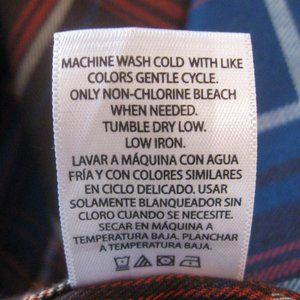 MACHINE WASH COLD WITH LIKE
COLORS GENTLE CYCLE.
ONLY NON-CHLORINE BLEACH
WHEN NEEDED.
TUMBLE DRY LOW.
LOW IRON.
LAVAR A MÁQUINA CON AGUA
FRÍA Y CON COLORES SIMILARES
EN CICLO DELICADO. USAR
SOLAMENTE BLANQUEADOR SIN
CLORO CUANDO SE NECESITE.
SECAR EN MÁQUINA A
TEMPERATURA BAJA. PLANCHAR
A TEMPERATURA BAJA.